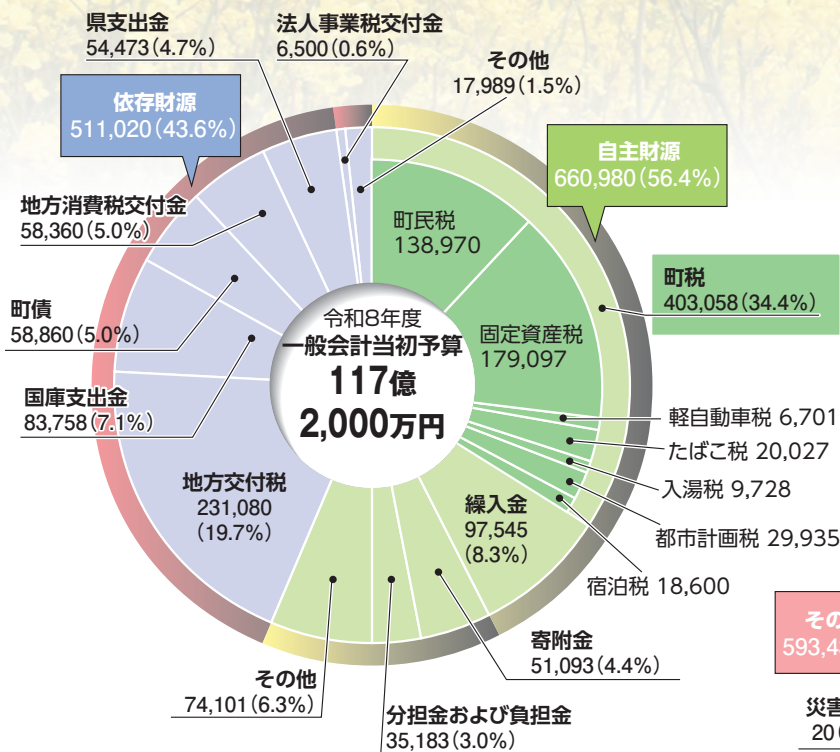 県支出金
54,473(4.7%)
法人事業税交付金
6,500(0.6%)
その他
17,989(1.5%)
依存財源
511,020(43.6%)
自主財源
660,980(56.4%)
地方消費税交付金
58,360(5.0%)
町債
58,860(5.0%)
国庫支出金
83,758(7.1%)
地方交付税
231,080
(19.7%)
令和8年度
一般会計当初予算
117億
2,000万円
町民税
138,970
固定資産税
179,097
町税
403,058(34.4%)
軽自動車税 6,701
たばこ税 20,027
入湯税 9,728
都市計画税 29,935
宿泊税 18,600
繰入金
97,545
(8.3%)
寄附金
51,093(4.4%)
分担金および負担金
35,183(3.0%)
その他
74,101(6.3%)
その
593,4
災害
20